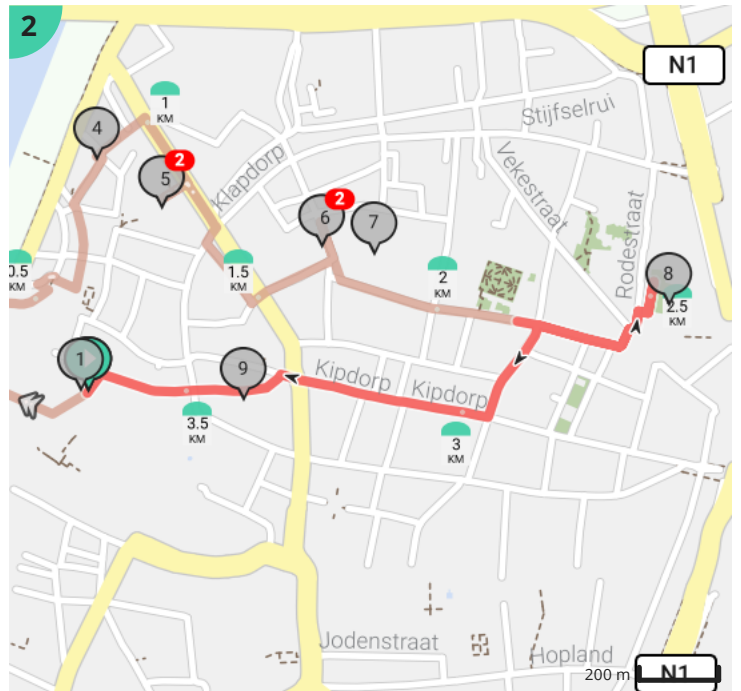 2
N1
1
KM
Stijfselrui
4
2
5
Klapdorp
Vekestraat
2
6
7
Rodestraat
0.5
KM
1.5
KM
2
KM
8
2.5
KM
1
9
Kipdorp
Kipdorp
3.5
KM
3
KM
Jodenstraat
Hopland
200 m
N1